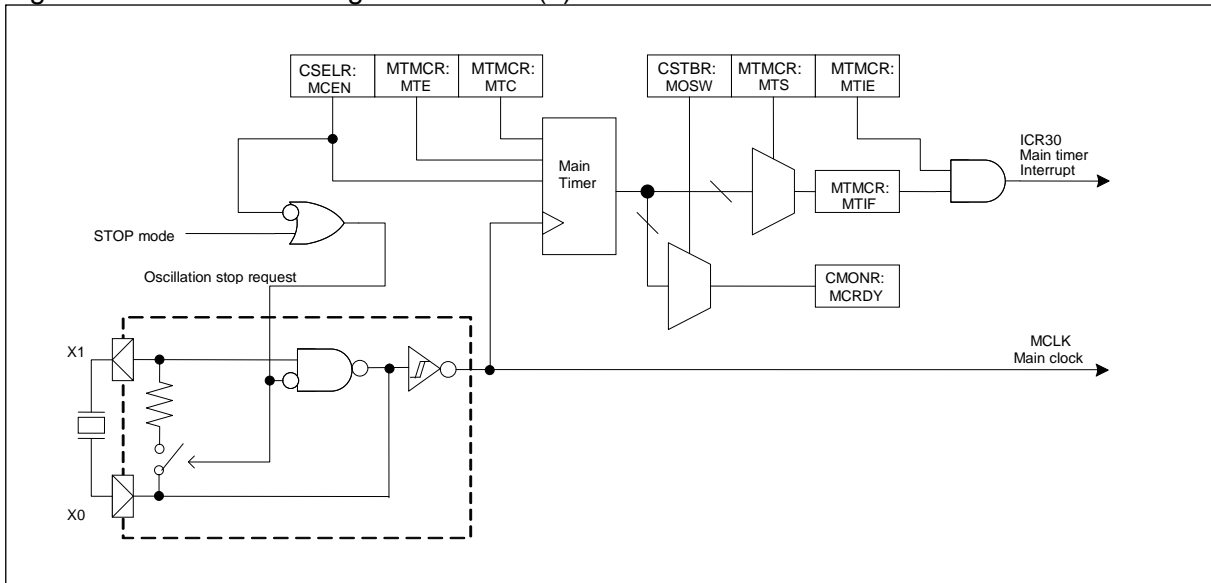 CSELR:
MCEN
MTMCR:
MTE
MTMCR:
MTC
CSTBR:
MOSW
MTMCR:
MTS
MTMCR:
MTIE
Main
Timer
ICR30
Main timer
Interrupt
MTMCR:
MTIF
STOP mode
Oscillation stop request
CMONR:
MCRDY
X1
MCLK
Main clock
X0